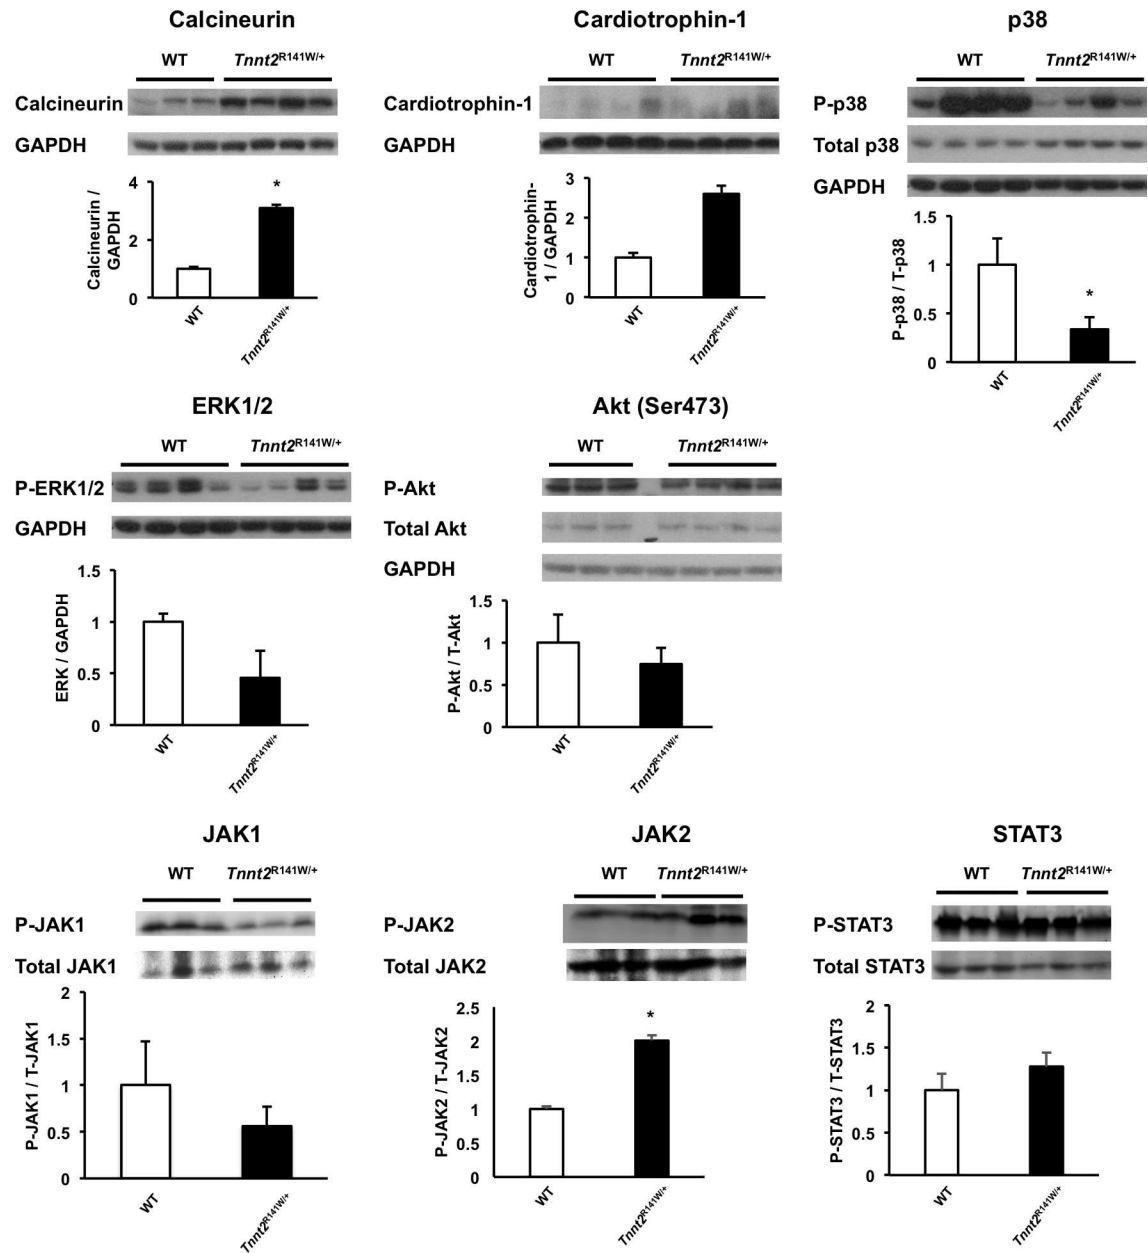 Calcineurin
WT Tnnt2R141W/+
Calcineurin
GAPDH
Calcineurin /
GAPDH
4
2
0
*
WT
Tnnt2R141W/+
Cardiotrophin-1
WT Tnnt2R141W/+
Cardiotrophin-1
GAPDH
Cardiotrophin-
1 / GAPDH
3
2
1
0
WT
Tnnt2R141W/+
p38
WT Tnnt2R141W/+
P-p38
Total p38
GAPDH
P-p38 / T-p38
1.5
1
0.5
0
*
WT
Tnnt2R141W/+
ERK1/2
WT Tnnt2R141W/+
P-ERK1/2
GAPDH
ERK / GAPDH
1.5
1
0.5
0
WT
Tnnt2R141W/+
Akt (Ser473)
WT Tnnt2R141W/+
P-Akt
Total Akt
GAPDH
P-Akt / T-Akt
1.5
1
0.5
0
WT
Tnnt2R141W/+
JAK1
WT Tnnt2R141W/+
P-JAK1
Total JAK1
P-JAK1 / T-JAK1
2
1.5
1
0.5
0
WT
Tnnt2R141W/+
JAK2
WT Tnnt2R141W/+
P-JAK2
Total JAK2
P-JAK2 / T-JAK2
2.5
2
1.5
1
0.5
0
*
WT
Tnnt2R141W/+
STAT3
WT Tnnt2R141W/+
P-STAT3
Total STAT3
P-STAT3 / T-STAT3
2
1.5
1
0.5
0
WT
Tnnt2R141W/+